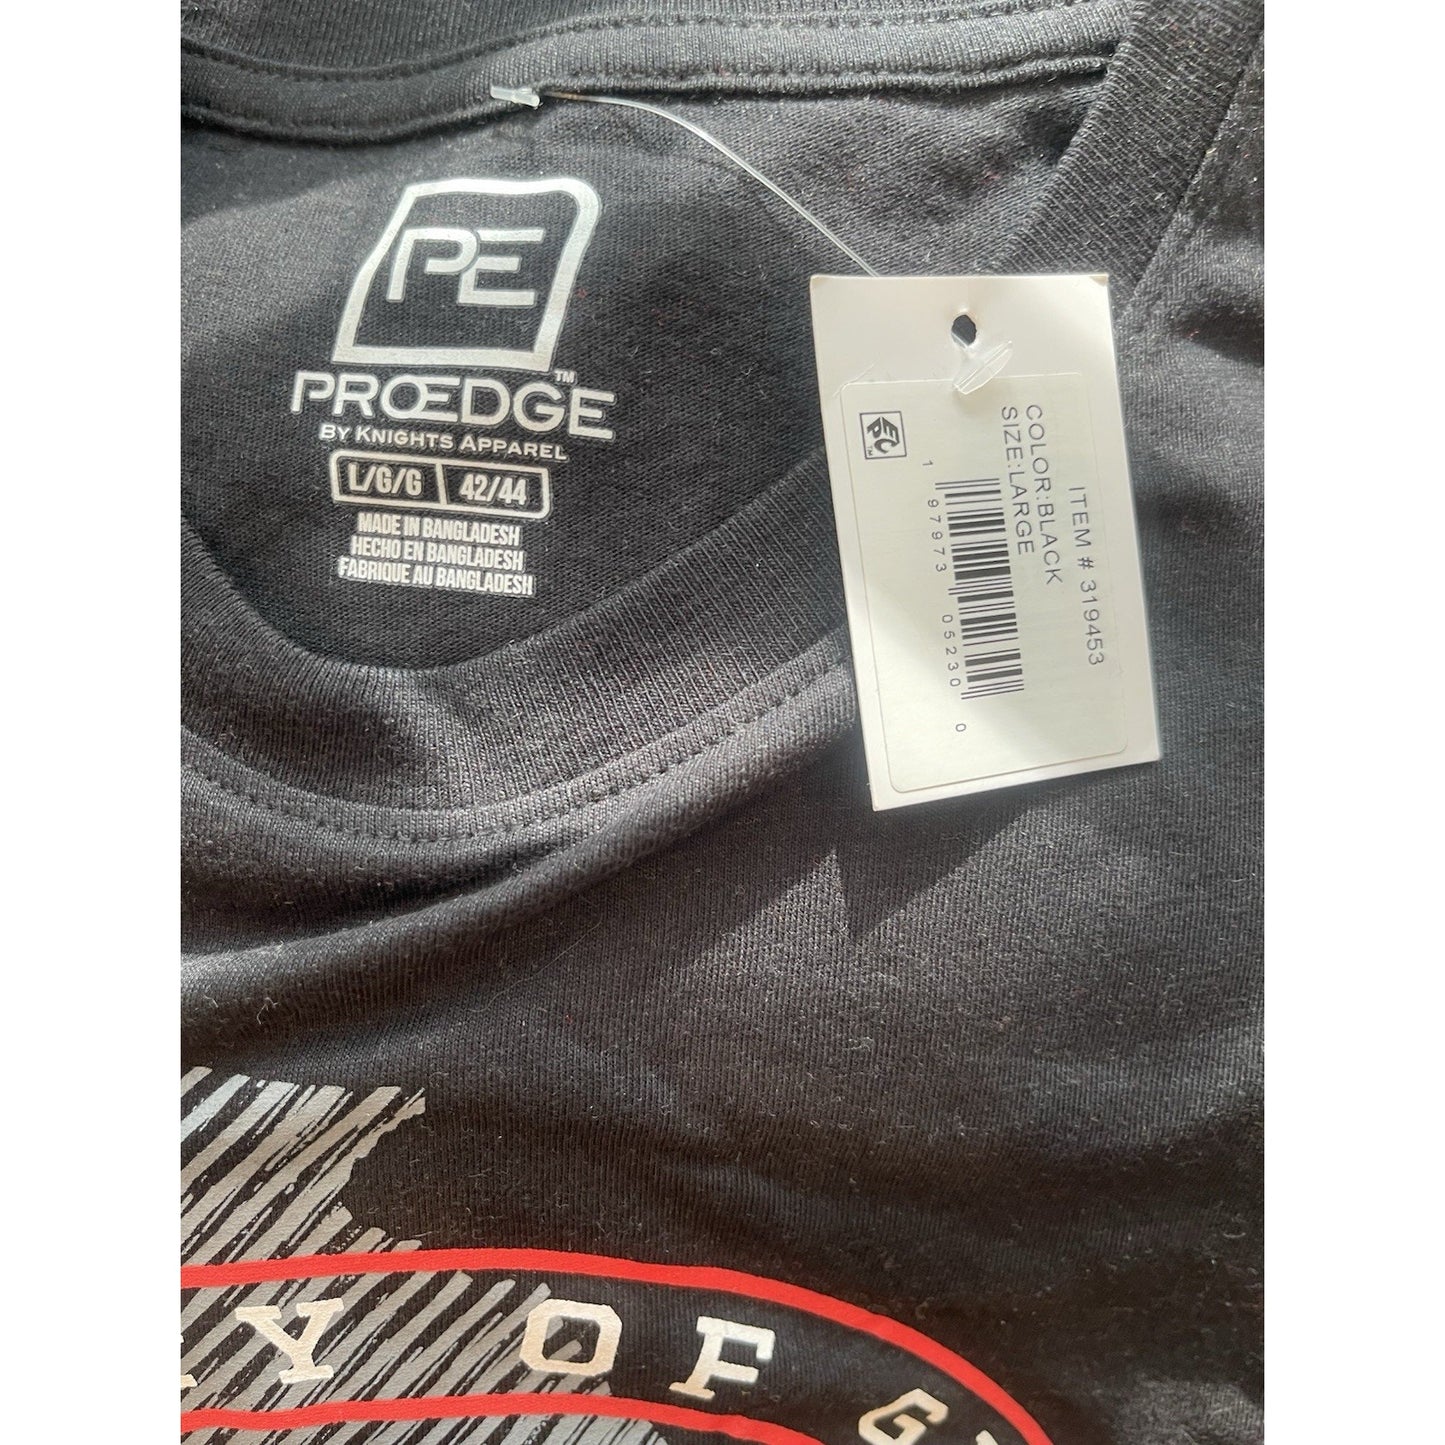 PE
PROEDGE™
BY KNIGHTS APPAREL
L/G/G 42/44
MADE IN BANGLADESH
HECHO EN BANGLADESH
FABRIQUE AU BANGLADESH
ITEM # 319453
COLOR:BLACK
SIZE:LARGE
1 97973 05230 0
EPC™
Y OF G